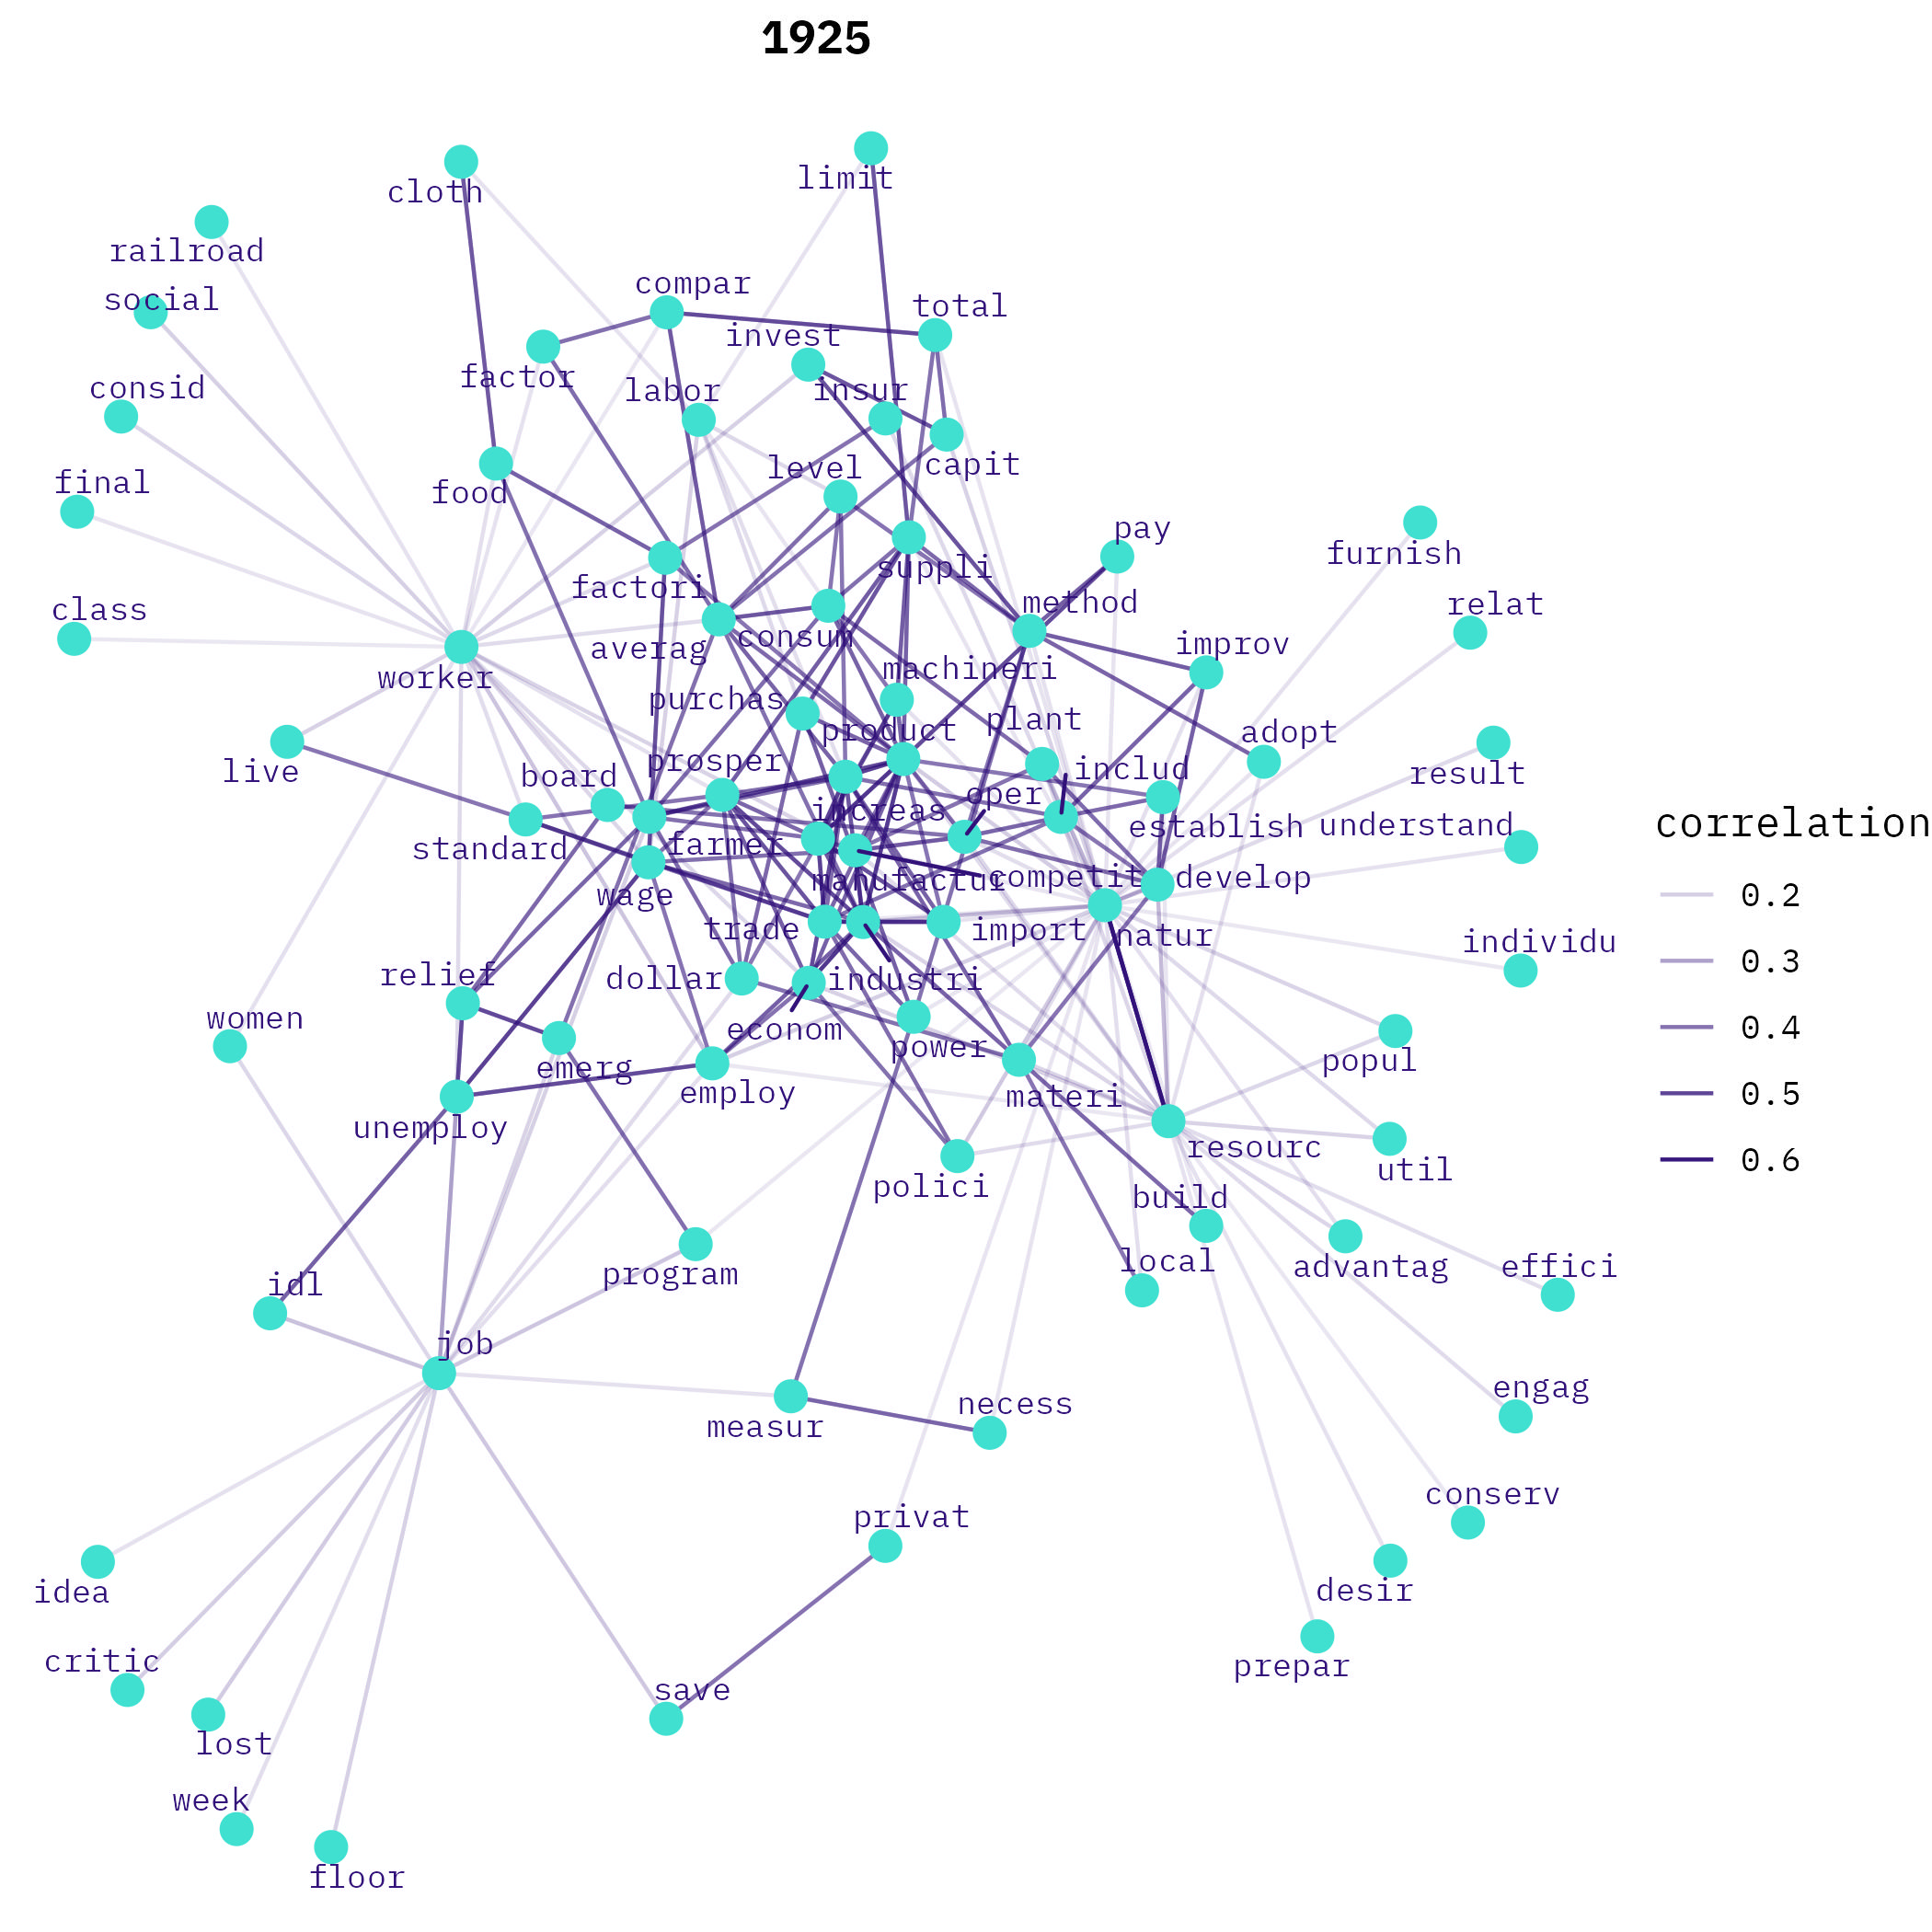 1925
cloth
limit
railroad
social
compar
total
invest
factor
consid
labor
insur
level
capit
final
food
pay
furnish
suppli
factori
method
class
relat
consum
averag
improv
worker
machineri
purchas
product
plant
adopt
live
board
prosper
includ
result
oper
increas
correlation
establish
understand
standard
farmer
manufactur
competit
develop
0.2
wage
trade
import
natur
individu
0.3
relief
dollar
industri
women
econom
power
0.4
emerg
popul
employ
materi
0.5
unemploy
resourc
0.6
util
polici
build
idl
program
local
advantag
effici
job
engag
measur
necess
conserv
privat
idea
desir
critic
prepar
save
lost
week
floor